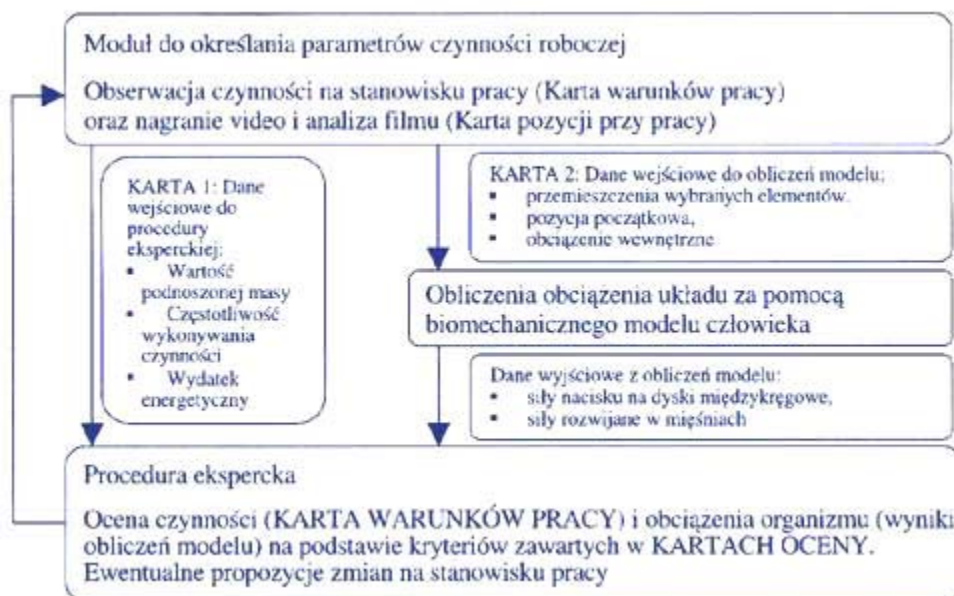 Moduł do określania parametrów czynności roboczej
Obserwacja czynności na stanowisku pracy (Karta warunków pracy)
oraz nagranie video i analiza filmu (Karta pozycji przy pracy)
KARTA 1: Dane
wejściowe do
procedury
eksperckiej:
▪ Wartość
podnoszonej masy
▪ Częstotliwość
wykonywania
czynności
▪ Wydatek
energetyczny
KARTA 2: Dane wejściowe do obliczeń modelu:
▪ przemieszczenia wybranych elementów.
▪ pozycja początkowa,
▪ obciążenie wewnętrzne
Obliczenia obciążenia układu za pomocą
biomechanicznego modelu człowieka
Dane wyjściowe z obliczeń modelu:
▪ siły nacisku na dyski międzykręgowe,
▪ siły rozwijane w mięśniach
Procedura ekspercka
Ocena czynności (KARTA WARUNKÓW PRACY) i obciążenia organizmu (wyniki
obliczeń modelu) na podstawie kryteriów zawartych w KARTACH OCENY.
Ewentualne propozycje zmian na stanowisku pracy